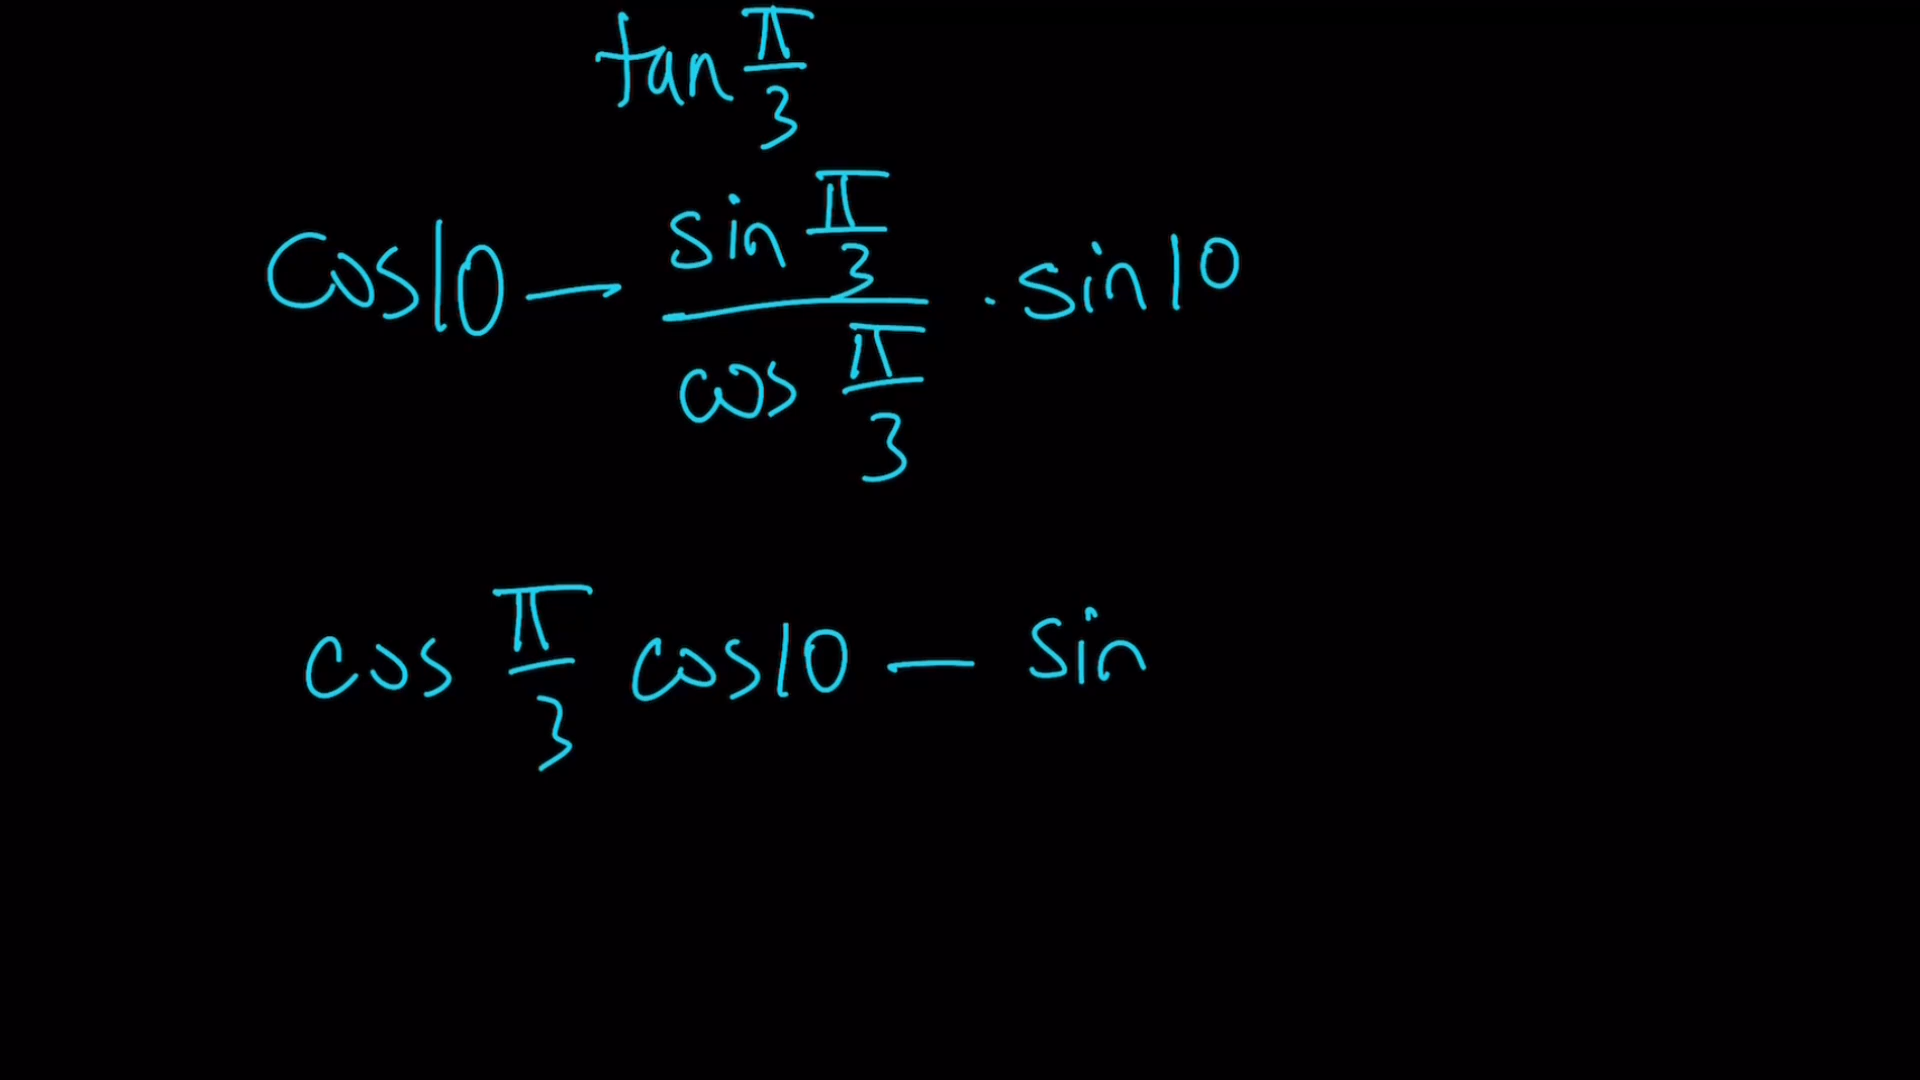 tan π/3
cos10 — sin π/3 / cos π/3 · sin10
cos π/3 cos10 — sin